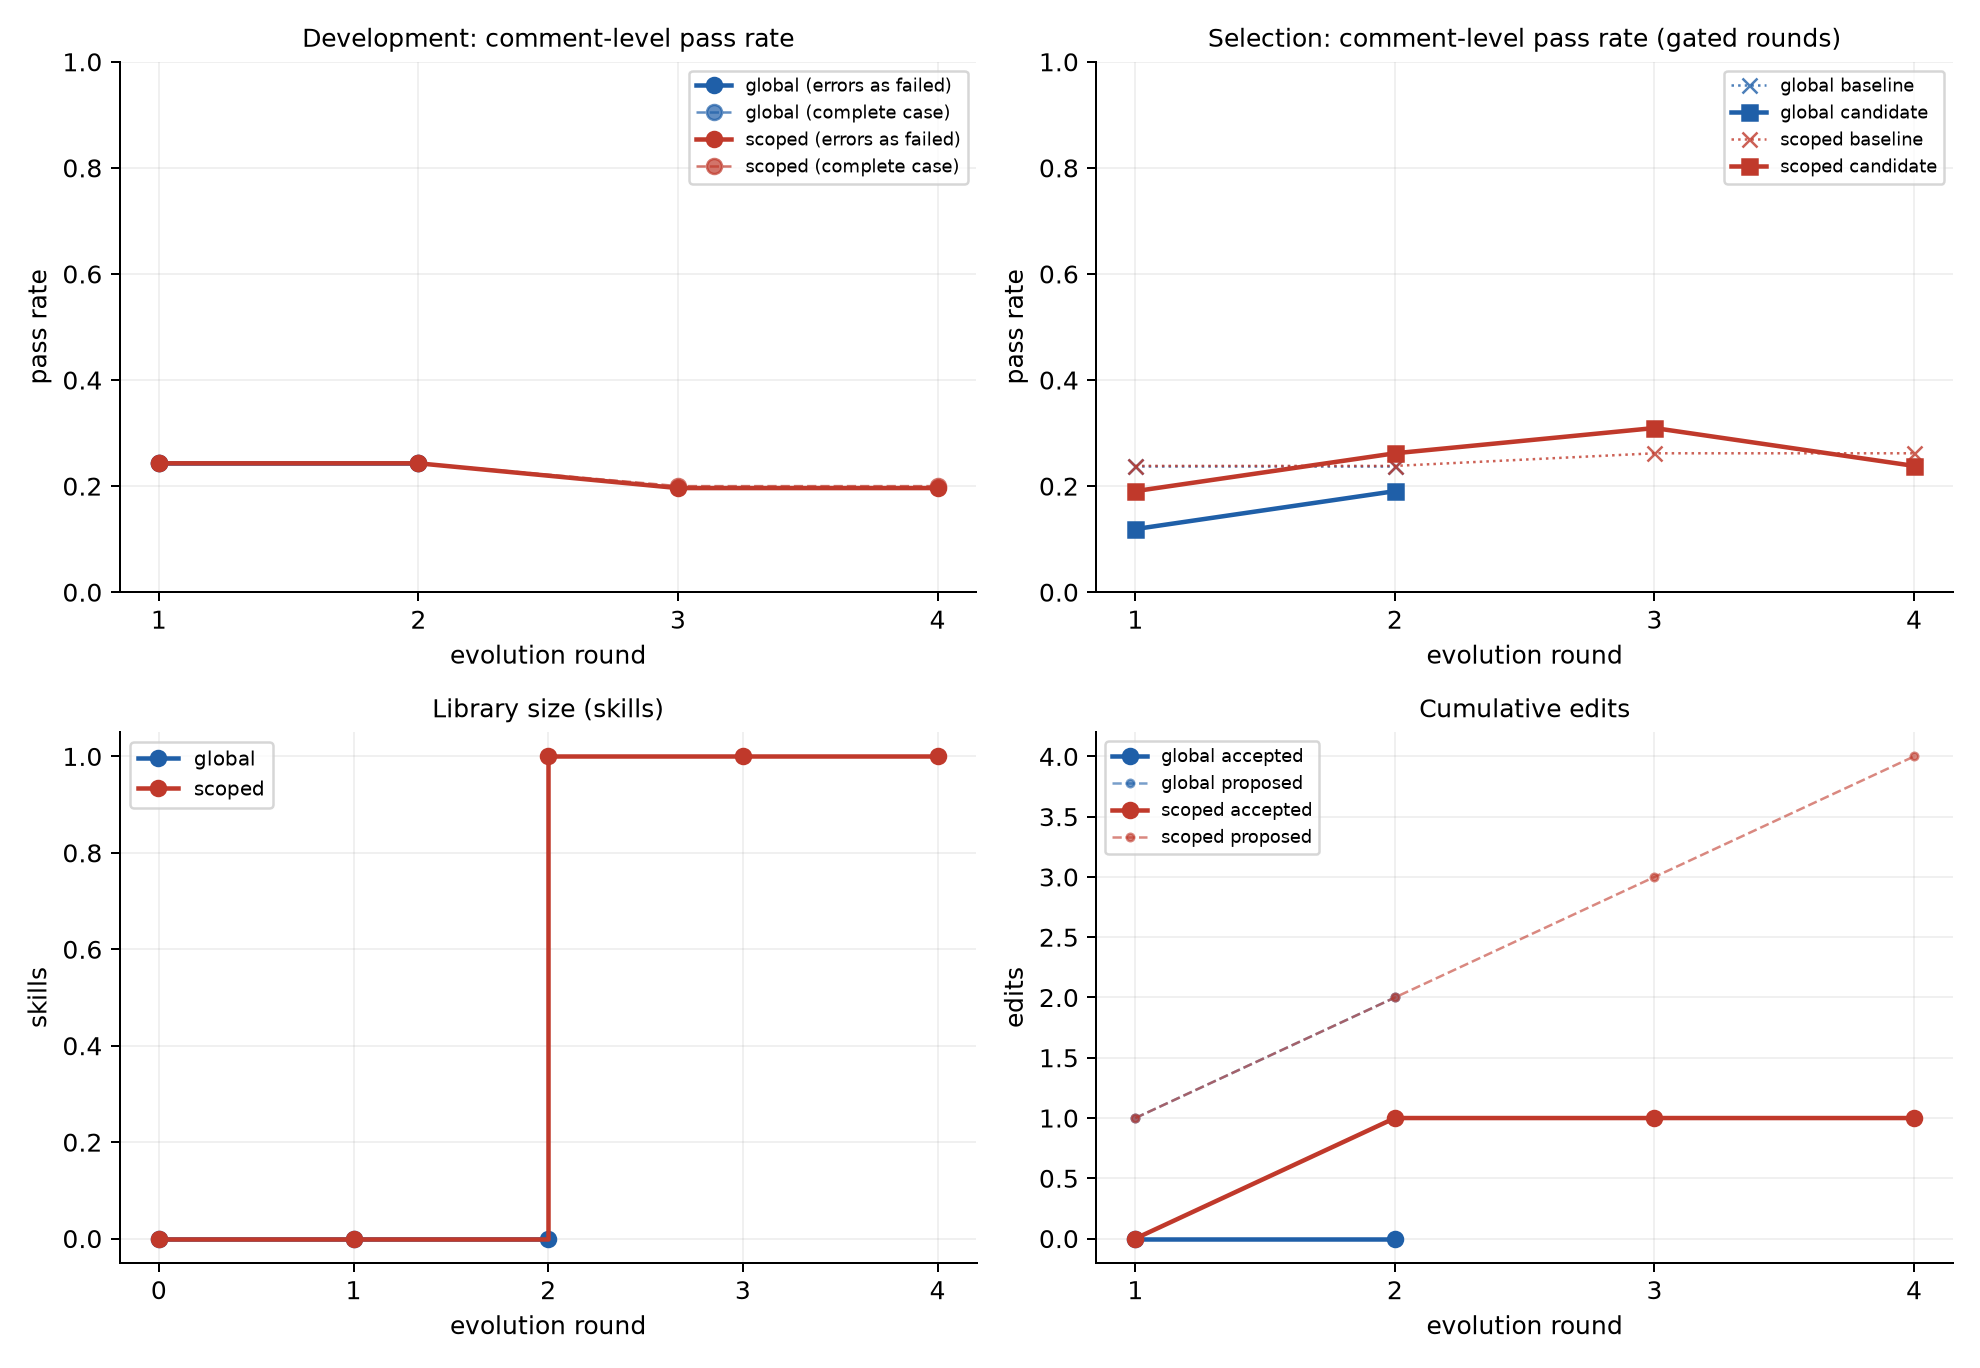 Development: comment-level pass rate
1.0
0.8
0.6
0.4
0.2
0.0
pass rate
global (errors as failed)
global (complete case)
scoped (errors as failed)
scoped (complete case)
1 2 3 4
evolution round
Selection: comment-level pass rate (gated rounds)
1.0
0.8
0.6
0.4
0.2
0.0
pass rate
global baseline
global candidate
scoped baseline
scoped candidate
1 2 3 4
evolution round
Library size (skills)
1.0
0.8
0.6
0.4
0.2
0.0
skills
global
scoped
0 1 2 3 4
evolution round
Cumulative edits
4.0
3.5
3.0
2.5
2.0
1.5
1.0
0.5
0.0
edits
global accepted
global proposed
scoped accepted
scoped proposed
1 2 3 4
evolution round